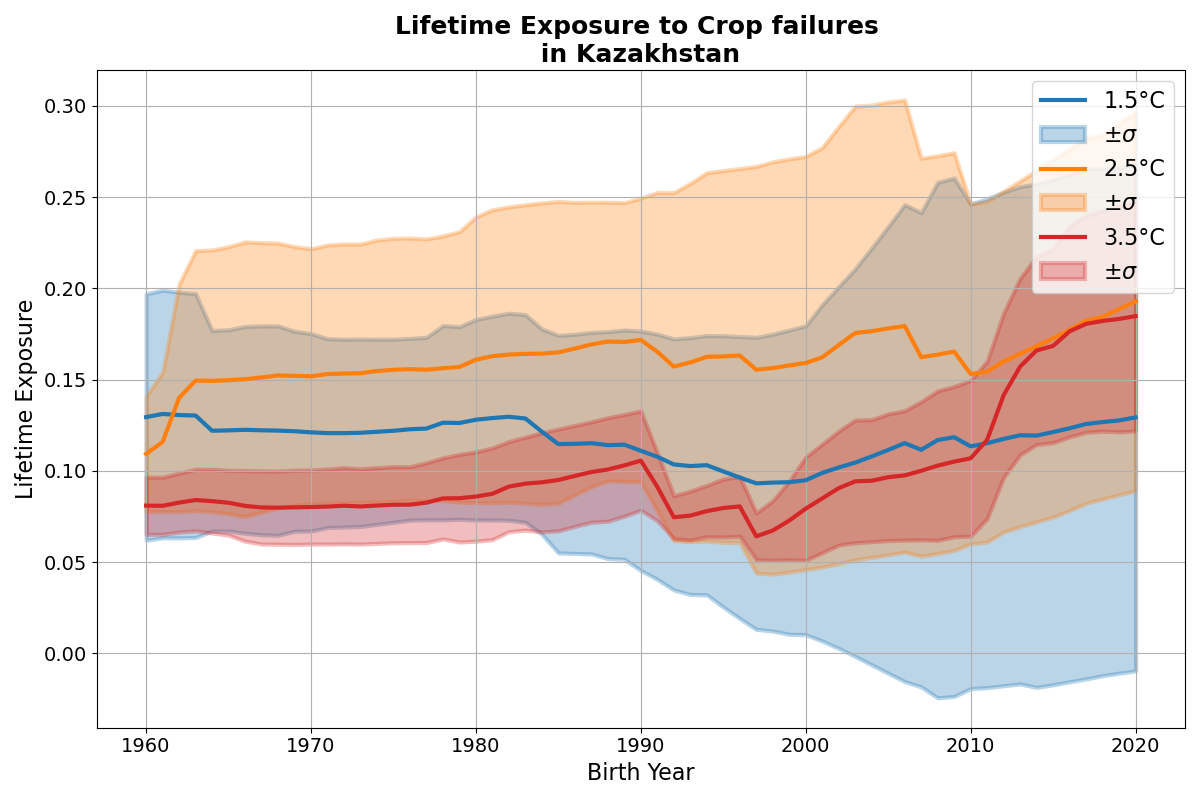 Lifetime Exposure to Crop failures
in Kazakhstan
1.5°C
±σ
2.5°C
±σ
3.5°C
±σ
Lifetime Exposure
0.30
0.25
0.20
0.15
0.10
0.05
0.00
1960 1970 1980 1990 2000 2010 2020
Birth Year